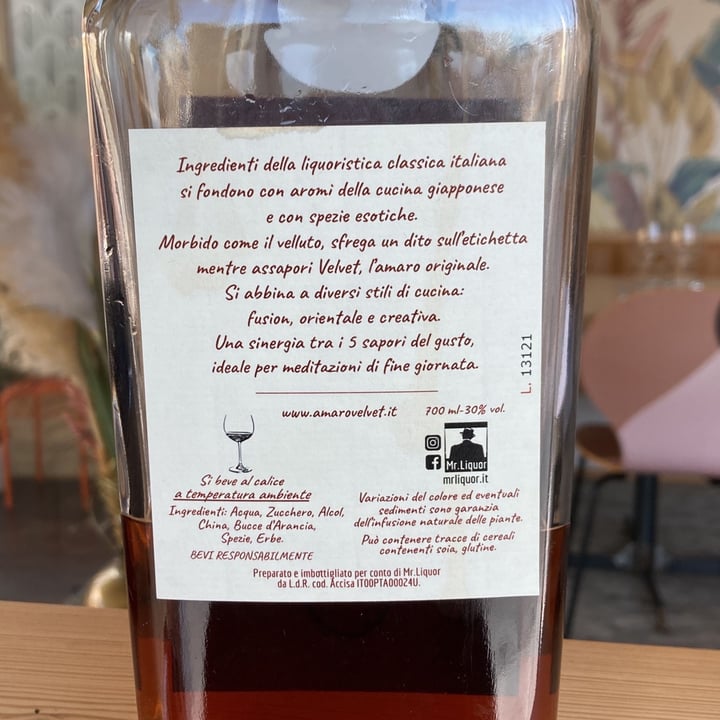 Ingredienti della liquoristica classica italiana
si fondono con aromi della cucina giapponese
e con spezie esotiche.
Morbido come il velluto, sfrega un dito sull'etichetta
mentre assapori Velvet, l'amaro originale.
Si abbina a diversi stili di cucina:
fusion, orientale e creativa.
Una sinergia tra i 5 sapori del gusto,
ideale per meditazioni di fine giornata.
L. 13121
www.amarovelvet.it
700 ml-30% vol.
Mr.Liquor
mrliquor.it
Si beve al calice
a temperatura ambiente
Ingredienti: Acqua, Zucchero, Alcol,
China, Bucce d'Arancia,
Spezie, Erbe.
BEVI RESPONSABILMENTE
Variazioni del colore ed eventuali
sedimenti sono garanzia
dell'infusione naturale delle piante.
Può contenere tracce di cereali
contenenti soia, glutine.
Preparato e imbottigliato per conto di Mr.Liquor
da L.d.R. cod. Accisa IT00PTA00024U.